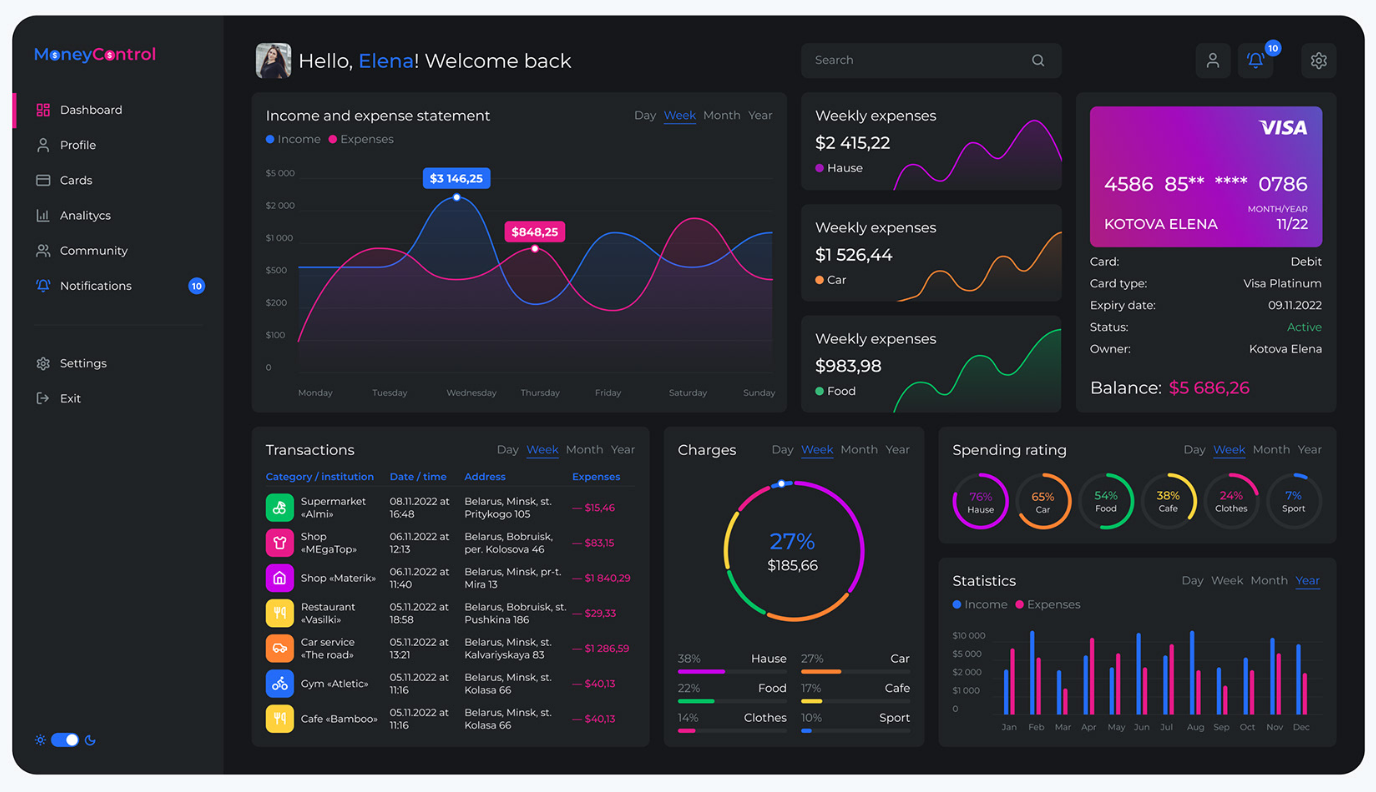 MoneyControl
Dashboard
Profile
Cards
Analitycs
Community
Notifications 10
Settings
Exit
Hello, Elena! Welcome back
Search
10
Income and expense statement
Day Week Month Year
Income Expenses
$5 000
$2 000
$1 000
$500
$200
$100
0
$3 146,25
$848,25
Monday Tuesday Wednesday Thursday Friday Saturday Sunday
Weekly expenses
$2 415,22
Hause
Weekly expenses
$1 526,44
Car
Weekly expenses
$983,98
Food
VISA
4586 85** **** 0786
MONTH/YEAR
KOTOVA ELENA 11/22
Card: Debit
Card type: Visa Platinum
Expiry date: 09.11.2022
Status: Active
Owner: Kotova Elena
Balance: $5 686,26
Transactions
Day Week Month Year
Category / institution Date / time Address Expenses
Supermarket «Almi» 08.11.2022 at 16:48 Belarus, Minsk, st. Pritykogo 105 — $15,46
Shop «MEgaTop» 06.11.2022 at 12:13 Belarus, Bobruisk, per. Kolosova 46 — $83,15
Shop «Materik» 06.11.2022 at 11:40 Belarus, Minsk, pr-t. Mira 13 — $1 840,29
Restaurant «Vasilki» 05.11.2022 at 18:58 Belarus, Bobruisk, st. Pushkina 186 — $29,33
Car service «The road» 05.11.2022 at 13:21 Belarus, Minsk, st. Kalvariyskaya 83 — $1 286,59
Gym «Atletic» 05.11.2022 at 11:16 Belarus, Minsk, st. Kolasa 66 — $40,13
Cafe «Bamboo» 05.11.2022 at 11:16 Belarus, Minsk, st. Kolasa 66 — $40,13
Charges
Day Week Month Year
27%
$185,66
38% Hause 27% Car
22% Food 17% Cafe
14% Clothes 10% Sport
Spending rating
Day Week Month Year
76% Hause
65% Car
54% Food
38% Cafe
24% Clothes
7% Sport
Statistics
Day Week Month Year
Income Expenses
$10 000
$5 000
$2 000
$1 000
0
Jan Feb Mar Apr May Jun Jul Aug Sep Oct Nov Dec